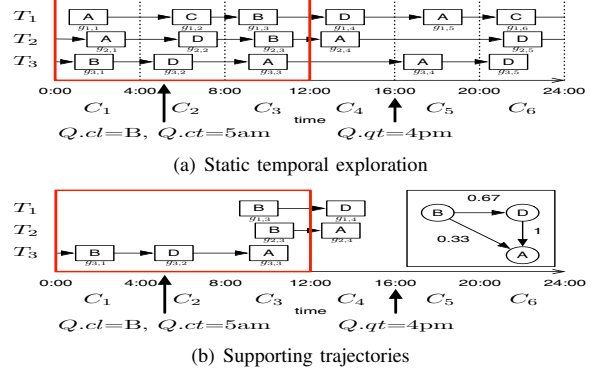 T1 A C B D A C
g1,1 g1,2 g1,3 g1,4 g1,5 g1,6
T2 A D B A D
g2,1 g2,2 g2,3 g2,4 g2,5
T3 B D A A D
g3,1 g3,2 g3,3 g3,4 g3,5
0:00 4:00 8:00 12:00 16:00 20:00 24:00
C1 C2 C3 C4 C5 C6
time
Q.cl=B, Q.ct=5am Q.qt=4pm
(a) Static temporal exploration
T1 B D
g1,3 g1,4
T2 B A
g2,3 g2,4
T3 B D A
g3,1 g3,2 g3,3
0.67
B D
0.33 1
A
0:00 4:00 8:00 12:00 16:00 20:00 24:00
C1 C2 C3 C4 C5 C6
time
Q.cl=B, Q.ct=5am Q.qt=4pm
(b) Supporting trajectories